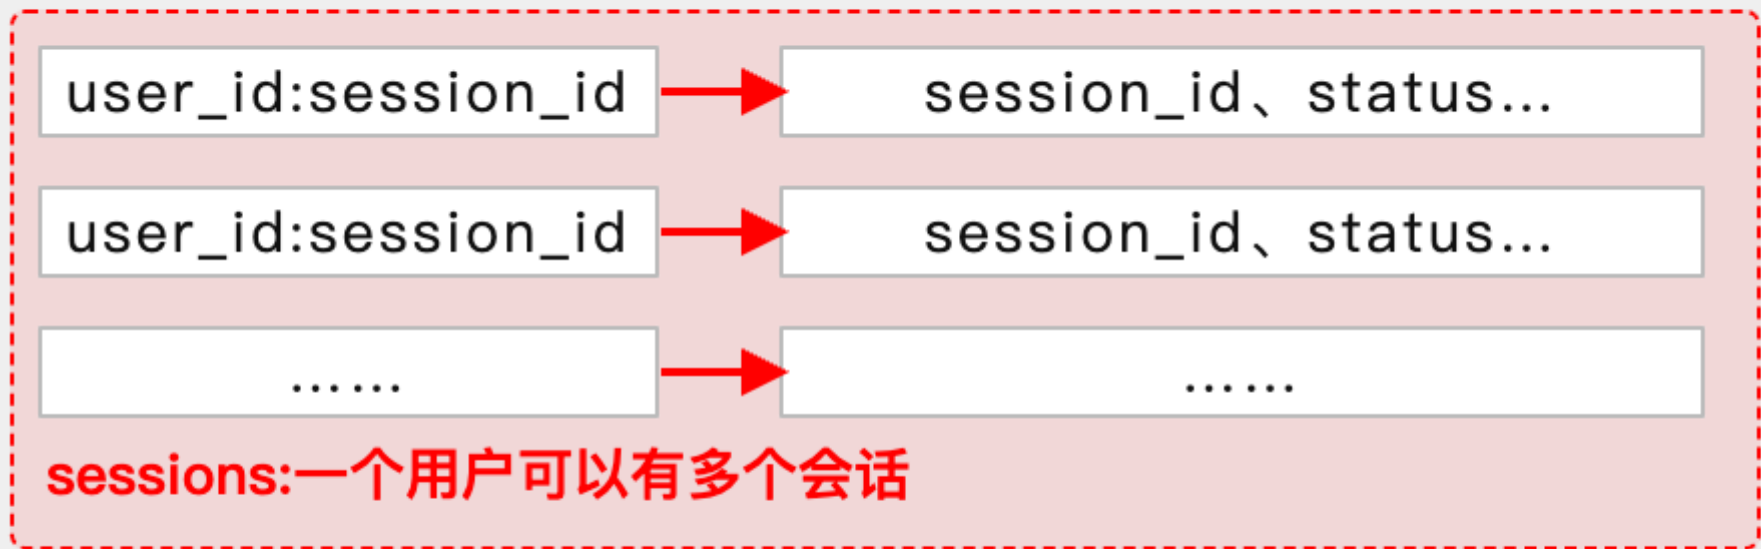 user_id:session_id
session_id、status...
user_id:session_id
session_id、status...
……
……
sessions:一个用户可以有多个会话